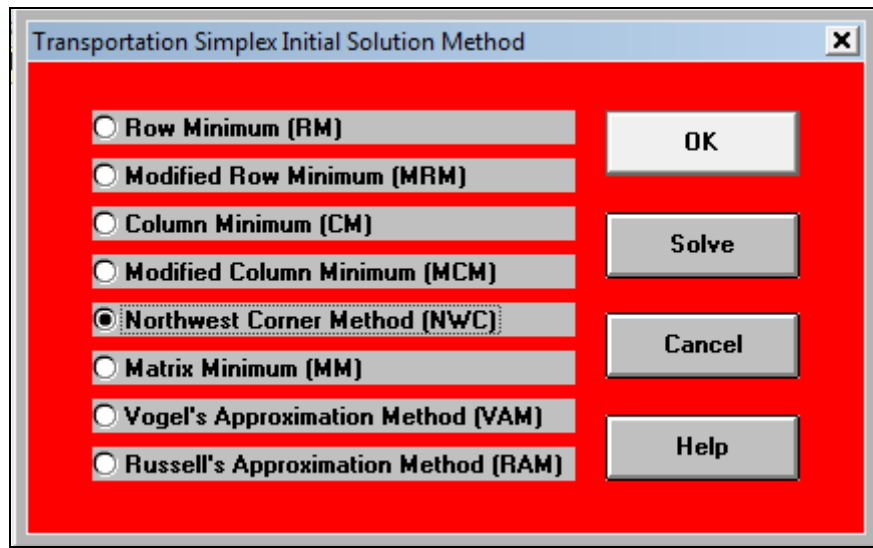 Transportation Simplex Initial Solution Method
Row Minimum (RM)
Modified Row Minimum (MRM)
Column Minimum (CM)
Modified Column Minimum (MCM)
Northwest Corner Method (NWC)
Matrix Minimum (MM)
Vogel's Approximation Method (VAM)
Russell's Approximation Method (RAM)
OK
Solve
Cancel
Help